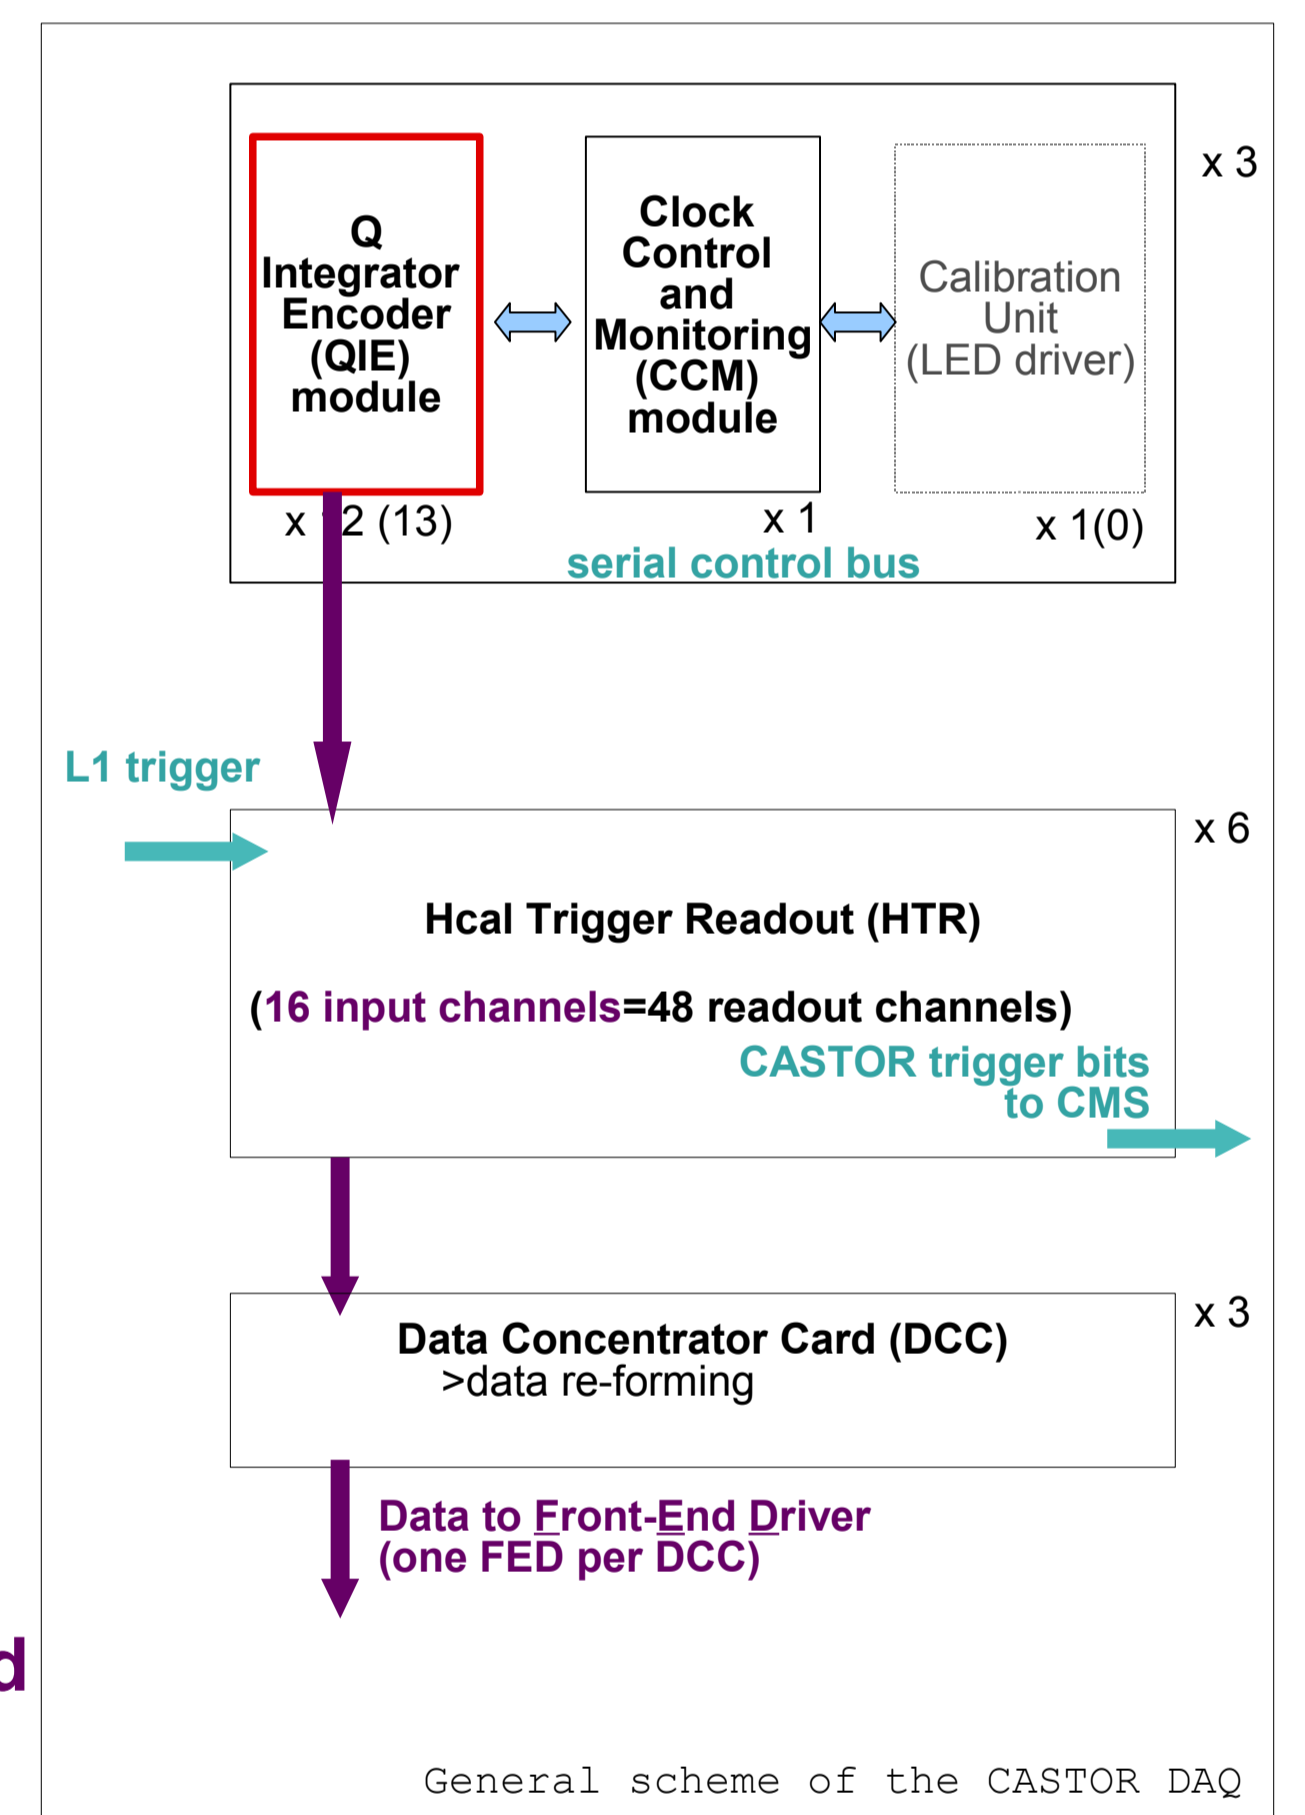 x 3
Q
Integrator
Encoder
(QIE)
module
Clock
Control
and
Monitoring
(CCM)
module
Calibration
Unit
(LED driver)
x 2 (13)
x 1
x 1(0)
serial control bus
L1 trigger
x 6
Hcal Trigger Readout (HTR)
(16 input channels=48 readout channels)
CASTOR trigger bits
to CMS
x 3
Data Concentrator Card (DCC)
>data re-forming
Data to Front-End Driver
(one FED per DCC)
d
General scheme of the CASTOR DAQ